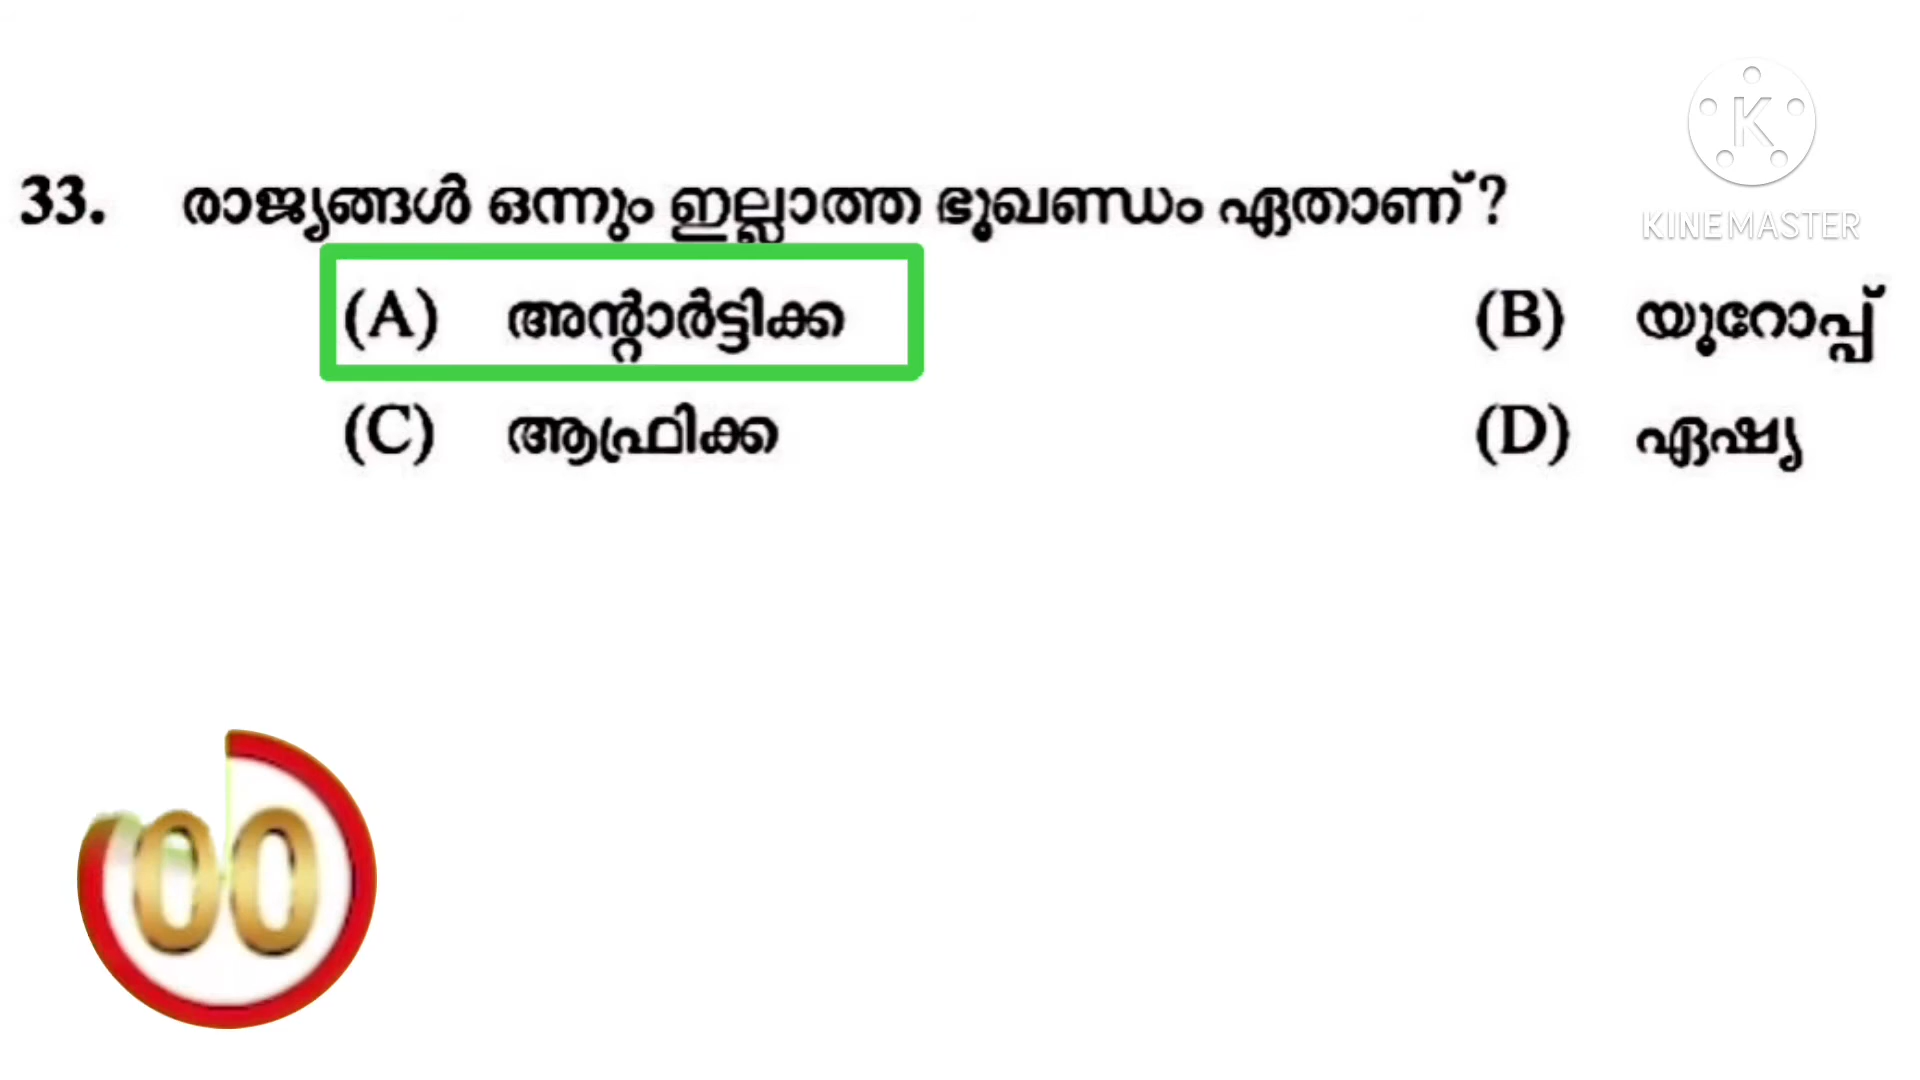 33. രാജ്യങ്ങൾ ഒന്നും ഇല്ലാത്ത ഭൂഖണ്ഡം ഏതാണ് ?
(A) അന്റാർട്ടിക്ക (B) യൂറോപ്പ്
(C) ആഫ്രിക്ക (D) ഏഷ്യ
K
KINEMASTER
00